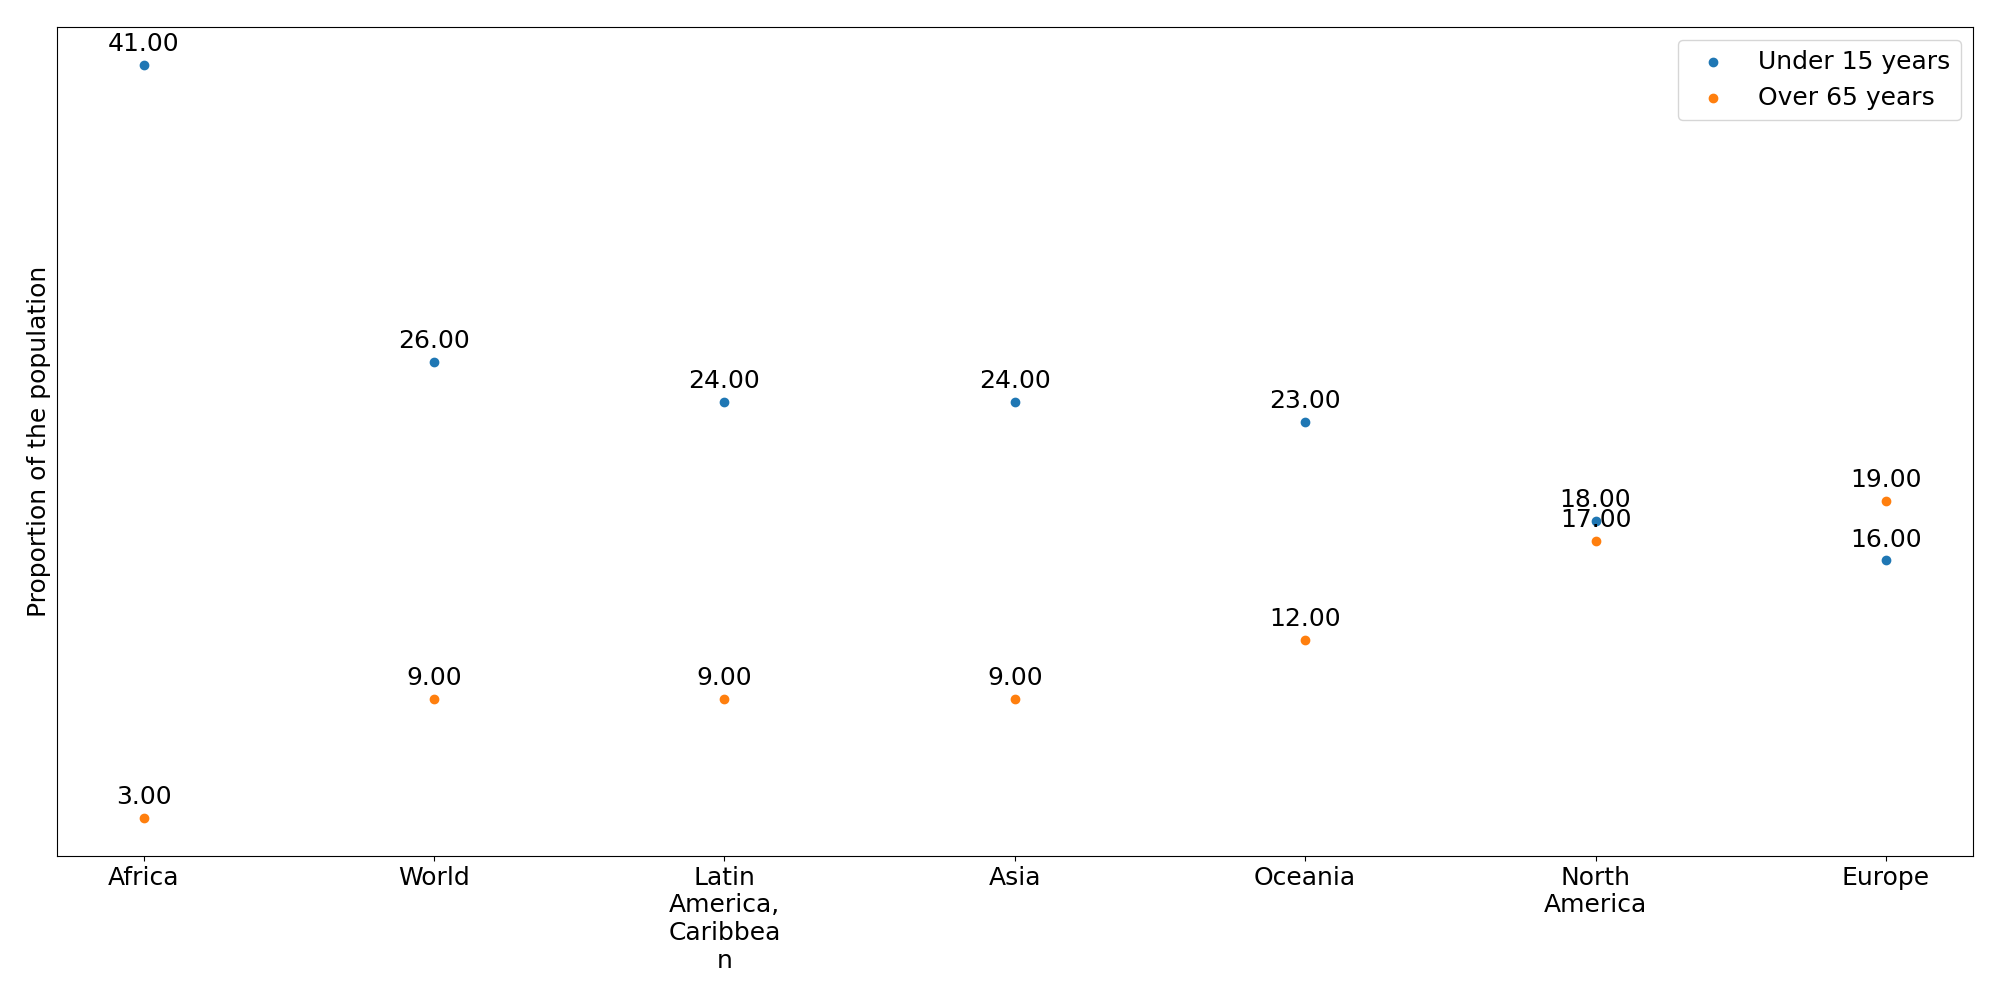 41.00
Under 15 years
Over 65 years
26.00
24.00
24.00
23.00
19.00
18.00
17.00
16.00
12.00
9.00
9.00
9.00
3.00
Proportion of the population
Africa
World
Latin
America,
Caribbea
n
Asia
Oceania
North
America
Europe